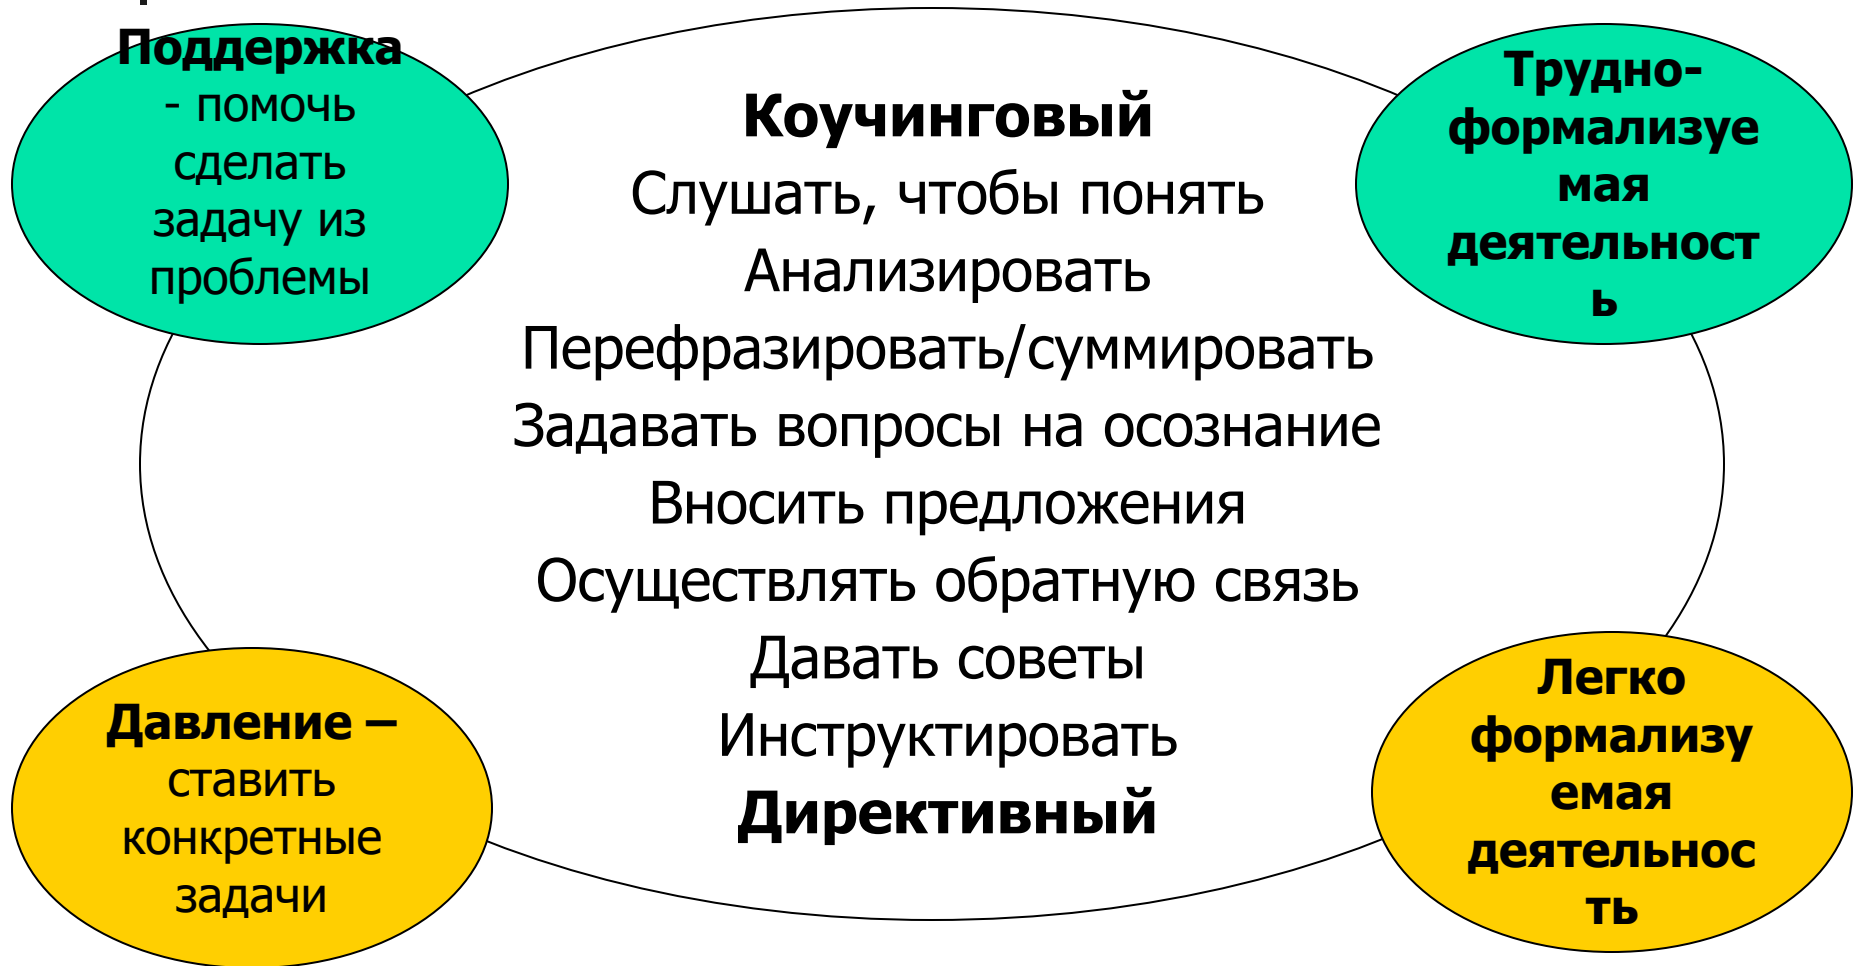 Поддержка
- помочь
сделать
задачу из
проблемы
Коучинговый
Слушать, чтобы понять
Анализировать
Перефразировать/суммировать
Задавать вопросы на осознание
Вносить предложения
Осуществлять обратную связь
Давать советы
Инструктировать
Директивный
Трудно-
формализуе
мая
деятельност
ь
Давление –
ставить
конкретные
задачи
Легко
формализу
емая
деятельнос
ть